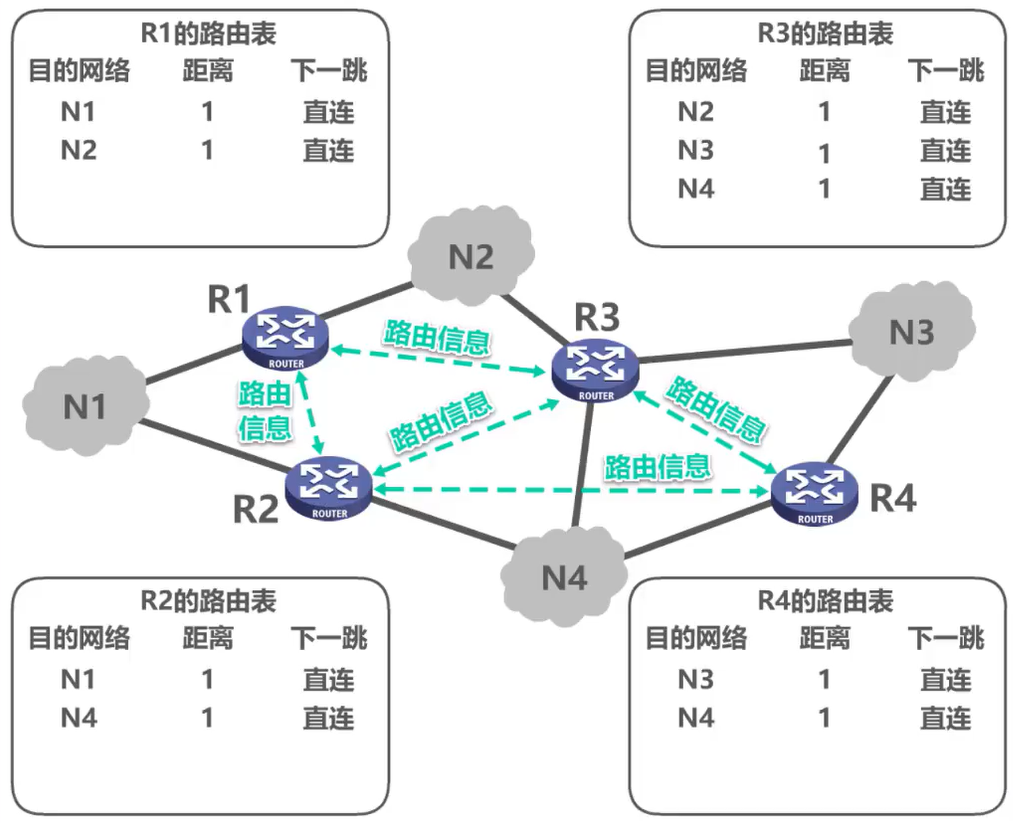 R1的路由表
目的网络 距离 下一跳
N1 1 直连
N2 1 直连
R3的路由表
目的网络 距离 下一跳
N2 1 直连
N3 1 直连
N4 1 直连
N2
R1
R3
N3
路由信息
ROUTER
ROUTER
N1
路由
信息
路由信息
路由信息
路由信息
R2
ROUTER
ROUTER
R4
N4
R2的路由表
目的网络 距离 下一跳
N1 1 直连
N4 1 直连
R4的路由表
目的网络 距离 下一跳
N3 1 直连
N4 1 直连